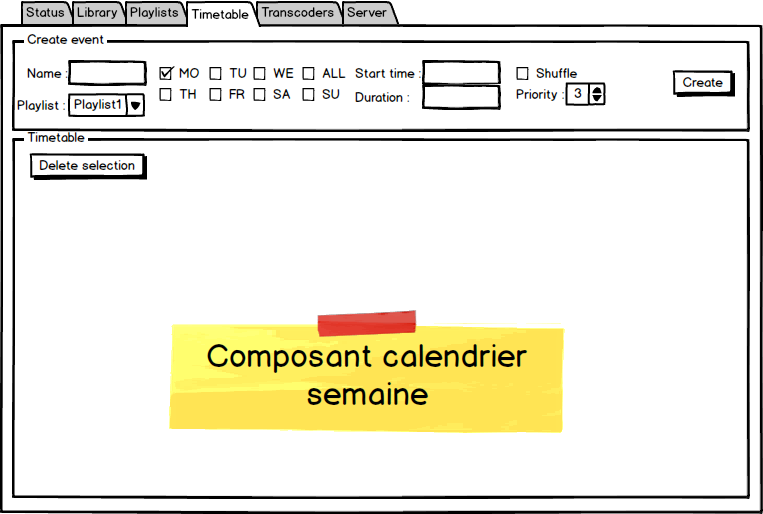 Status Library Playlists Timetable Transcoders Server
Create event
Name : MO TU WE ALL Start time : Shuffle
Create
Playlist : Playlist1 TH FR SA SU Duration : Priority : 3
Timetable
Delete selection
Composant calendrier
semaine